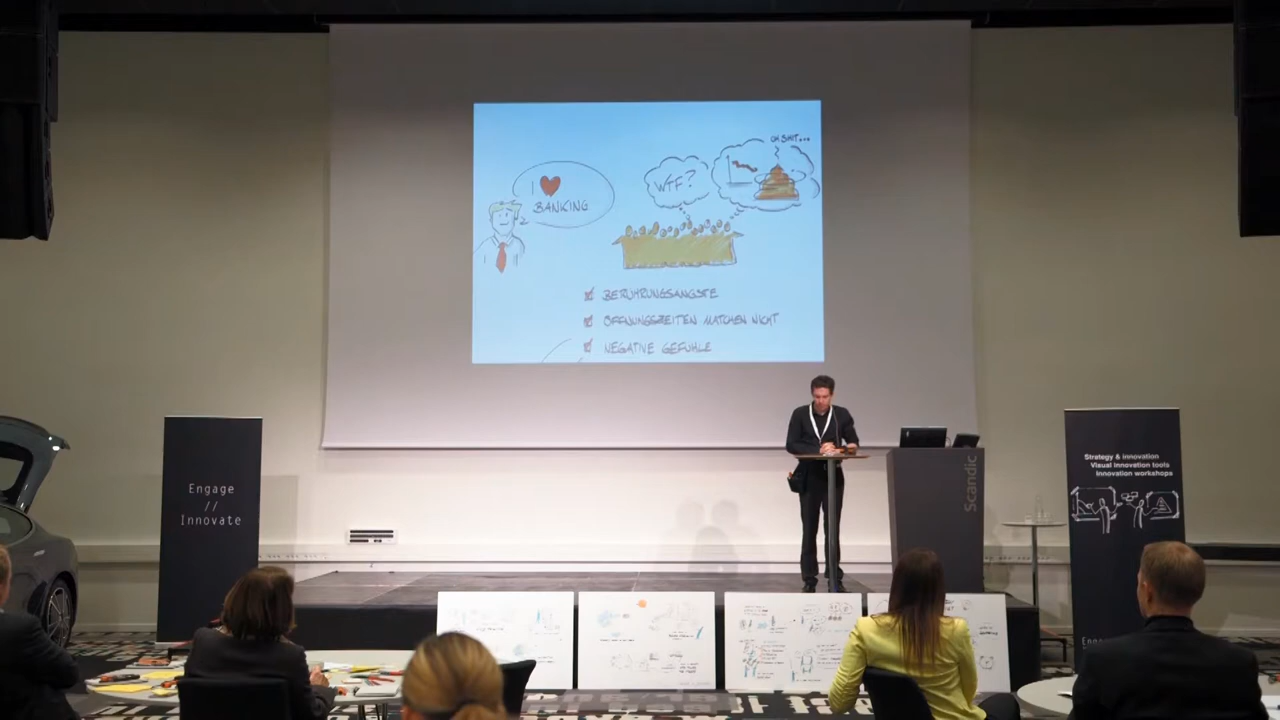 OH SHIT...
WTF?
I ❤
BANKING
BERÜHRUNGSÄNGSTE
ÖFFNUNGSZEITEN MATCHEN NICHT
NEGATIVE GEFÜHLE
Engage
//
Innovate
Scandic
Strategy & innovation
Visual innovation tools
Innovation workshops